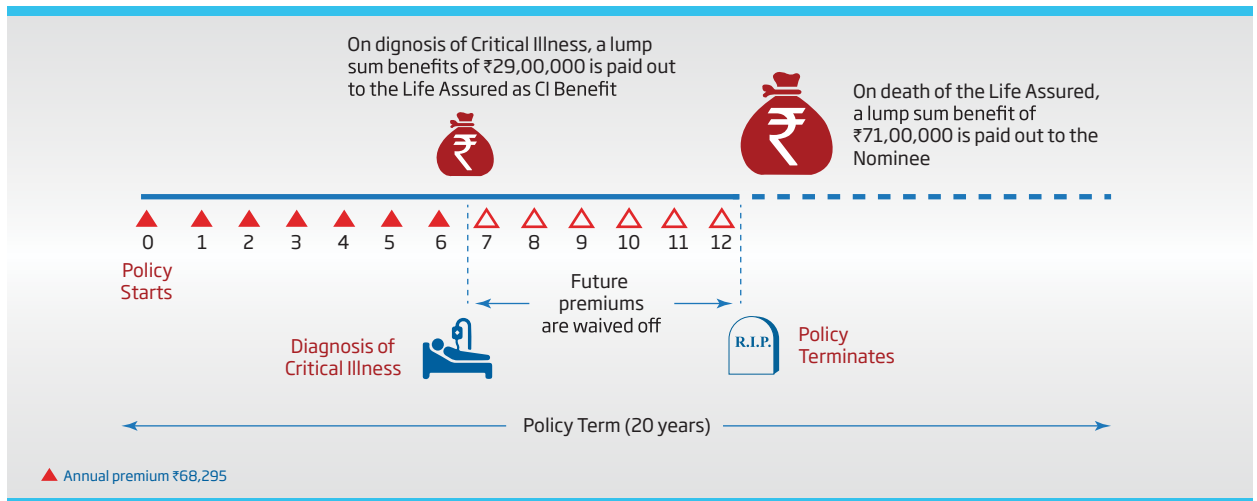 On dignosis of Critical Illness, a lump
sum benefits of ₹29,00,000 is paid out
to the Life Assured as CI Benefit
₹
₹
On death of the Life Assured,
a lump sum benefit of
₹71,00,000 is paid out to the
Nominee
0 1 2 3 4 5 6 7 8 9 10 11 12
Policy
Starts
Future
premiums
are waived off
Diagnosis of
Critical Illness
R.I.P.
Policy
Terminates
Policy Term (20 years)
Annual premium ₹68,295